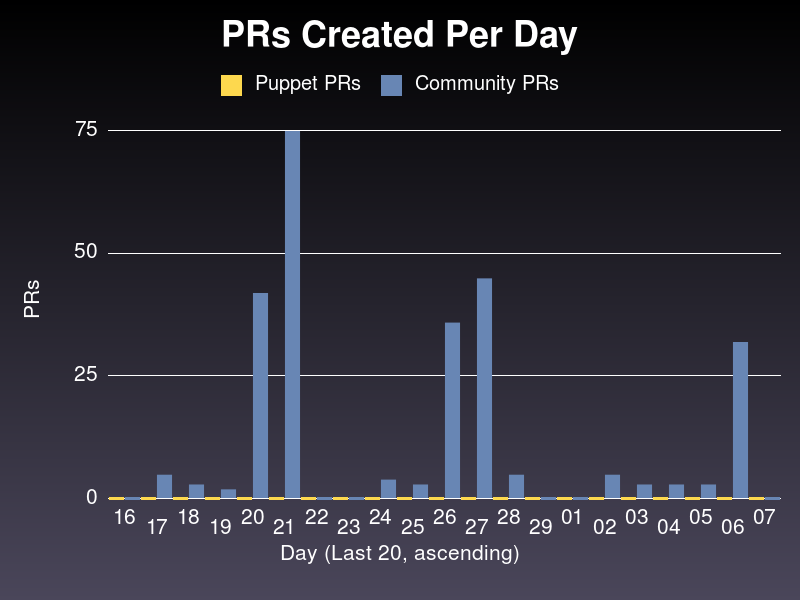 PRs Created Per Day
Puppet PRs Community PRs
75
50
25
0
PRs
16 17 18 19 20 21 22 23 24 25 26 27 28 29 01 02 03 04 05 06 07
Day (Last 20, ascending)